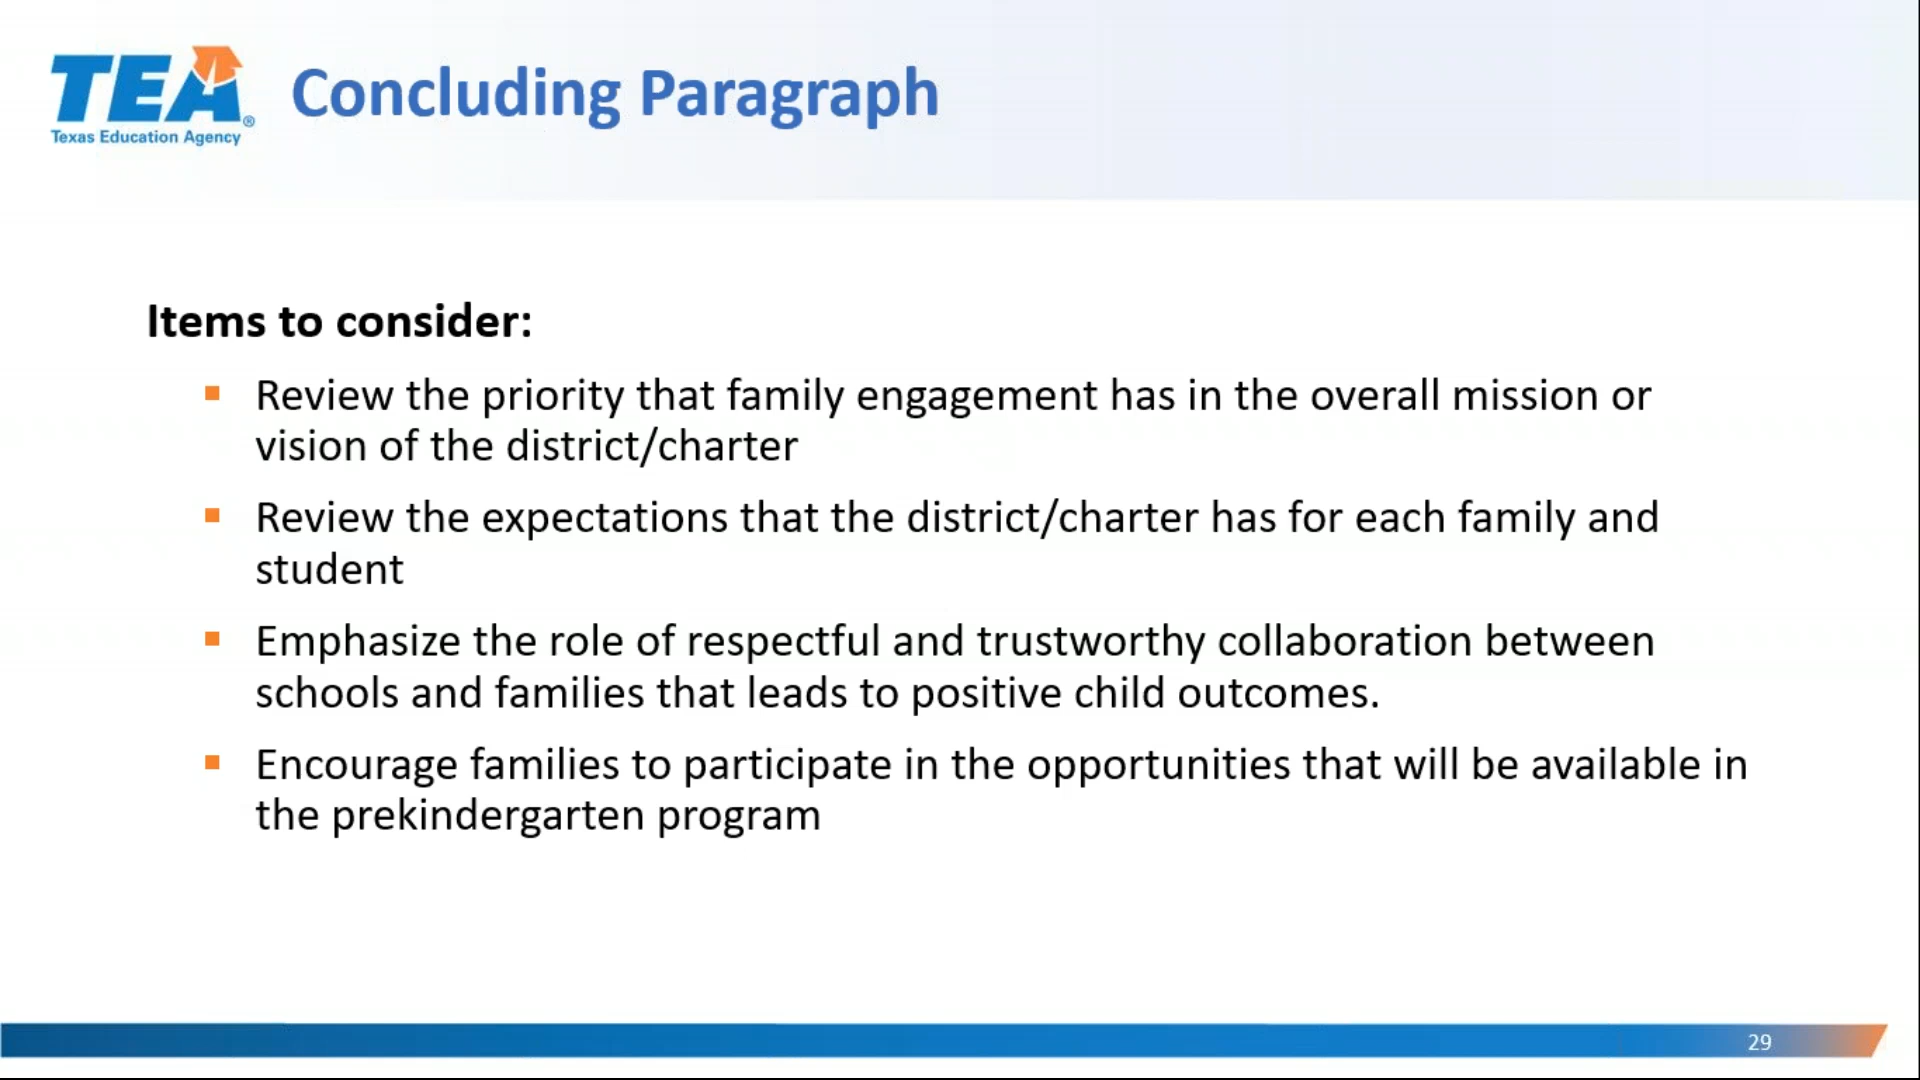 TEA®
Texas Education Agency
Concluding Paragraph
Items to consider:
Review the priority that family engagement has in the overall mission or
vision of the district/charter
Review the expectations that the district/charter has for each family and
student
Emphasize the role of respectful and trustworthy collaboration between
schools and families that leads to positive child outcomes.
Encourage families to participate in the opportunities that will be available in
the prekindergarten program
29